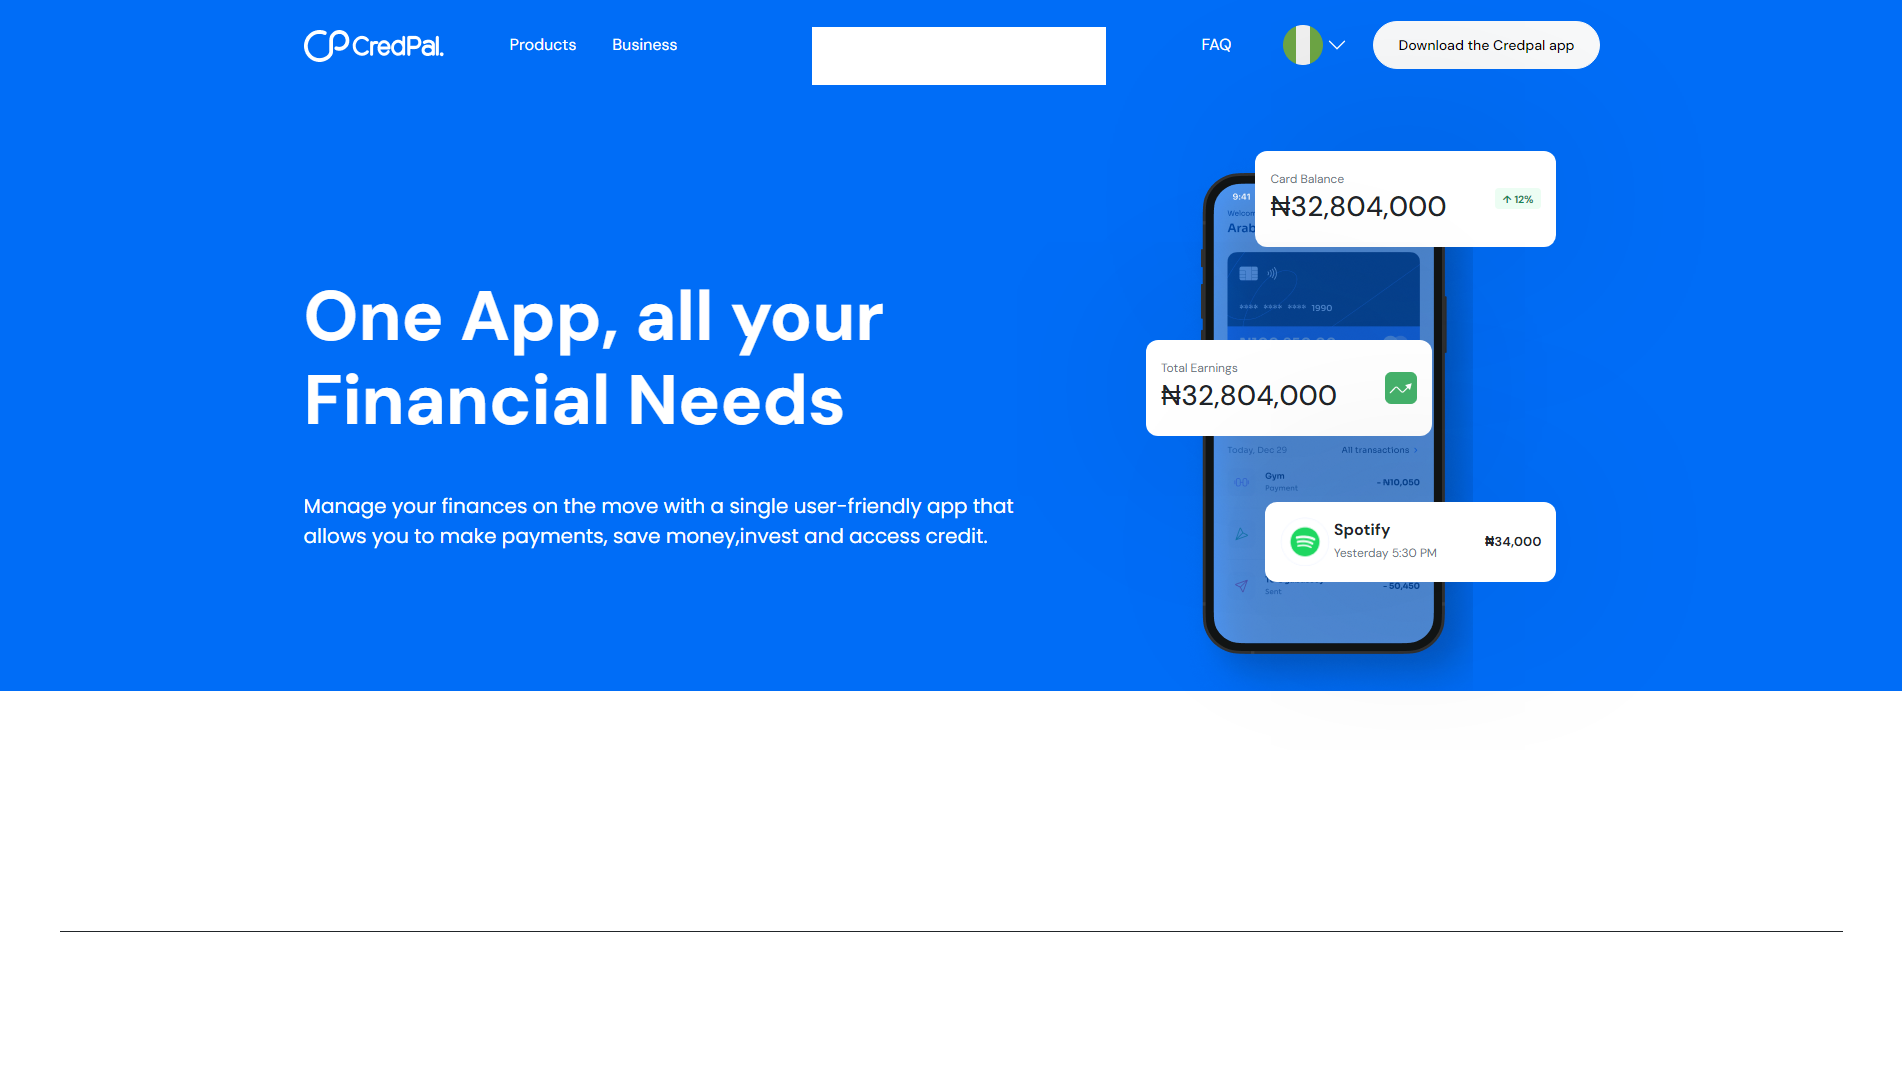 CredPal.
Products
Business
FAQ
Download the Credpal app
One App, all your
Financial Needs
Manage your finances on the move with a single user-friendly app that
allows you to make payments, save money,invest and access credit.
9:41
Card Balance
₦32,804,000
↑ 12%
**** **** **** 1990
Total Earnings
₦32,804,000
Today, Dec 29
All transactions >
Gym
Payment
- N10,050
Spotify
Yesterday 5:30 PM
₦34,000
Sent
- 50,450